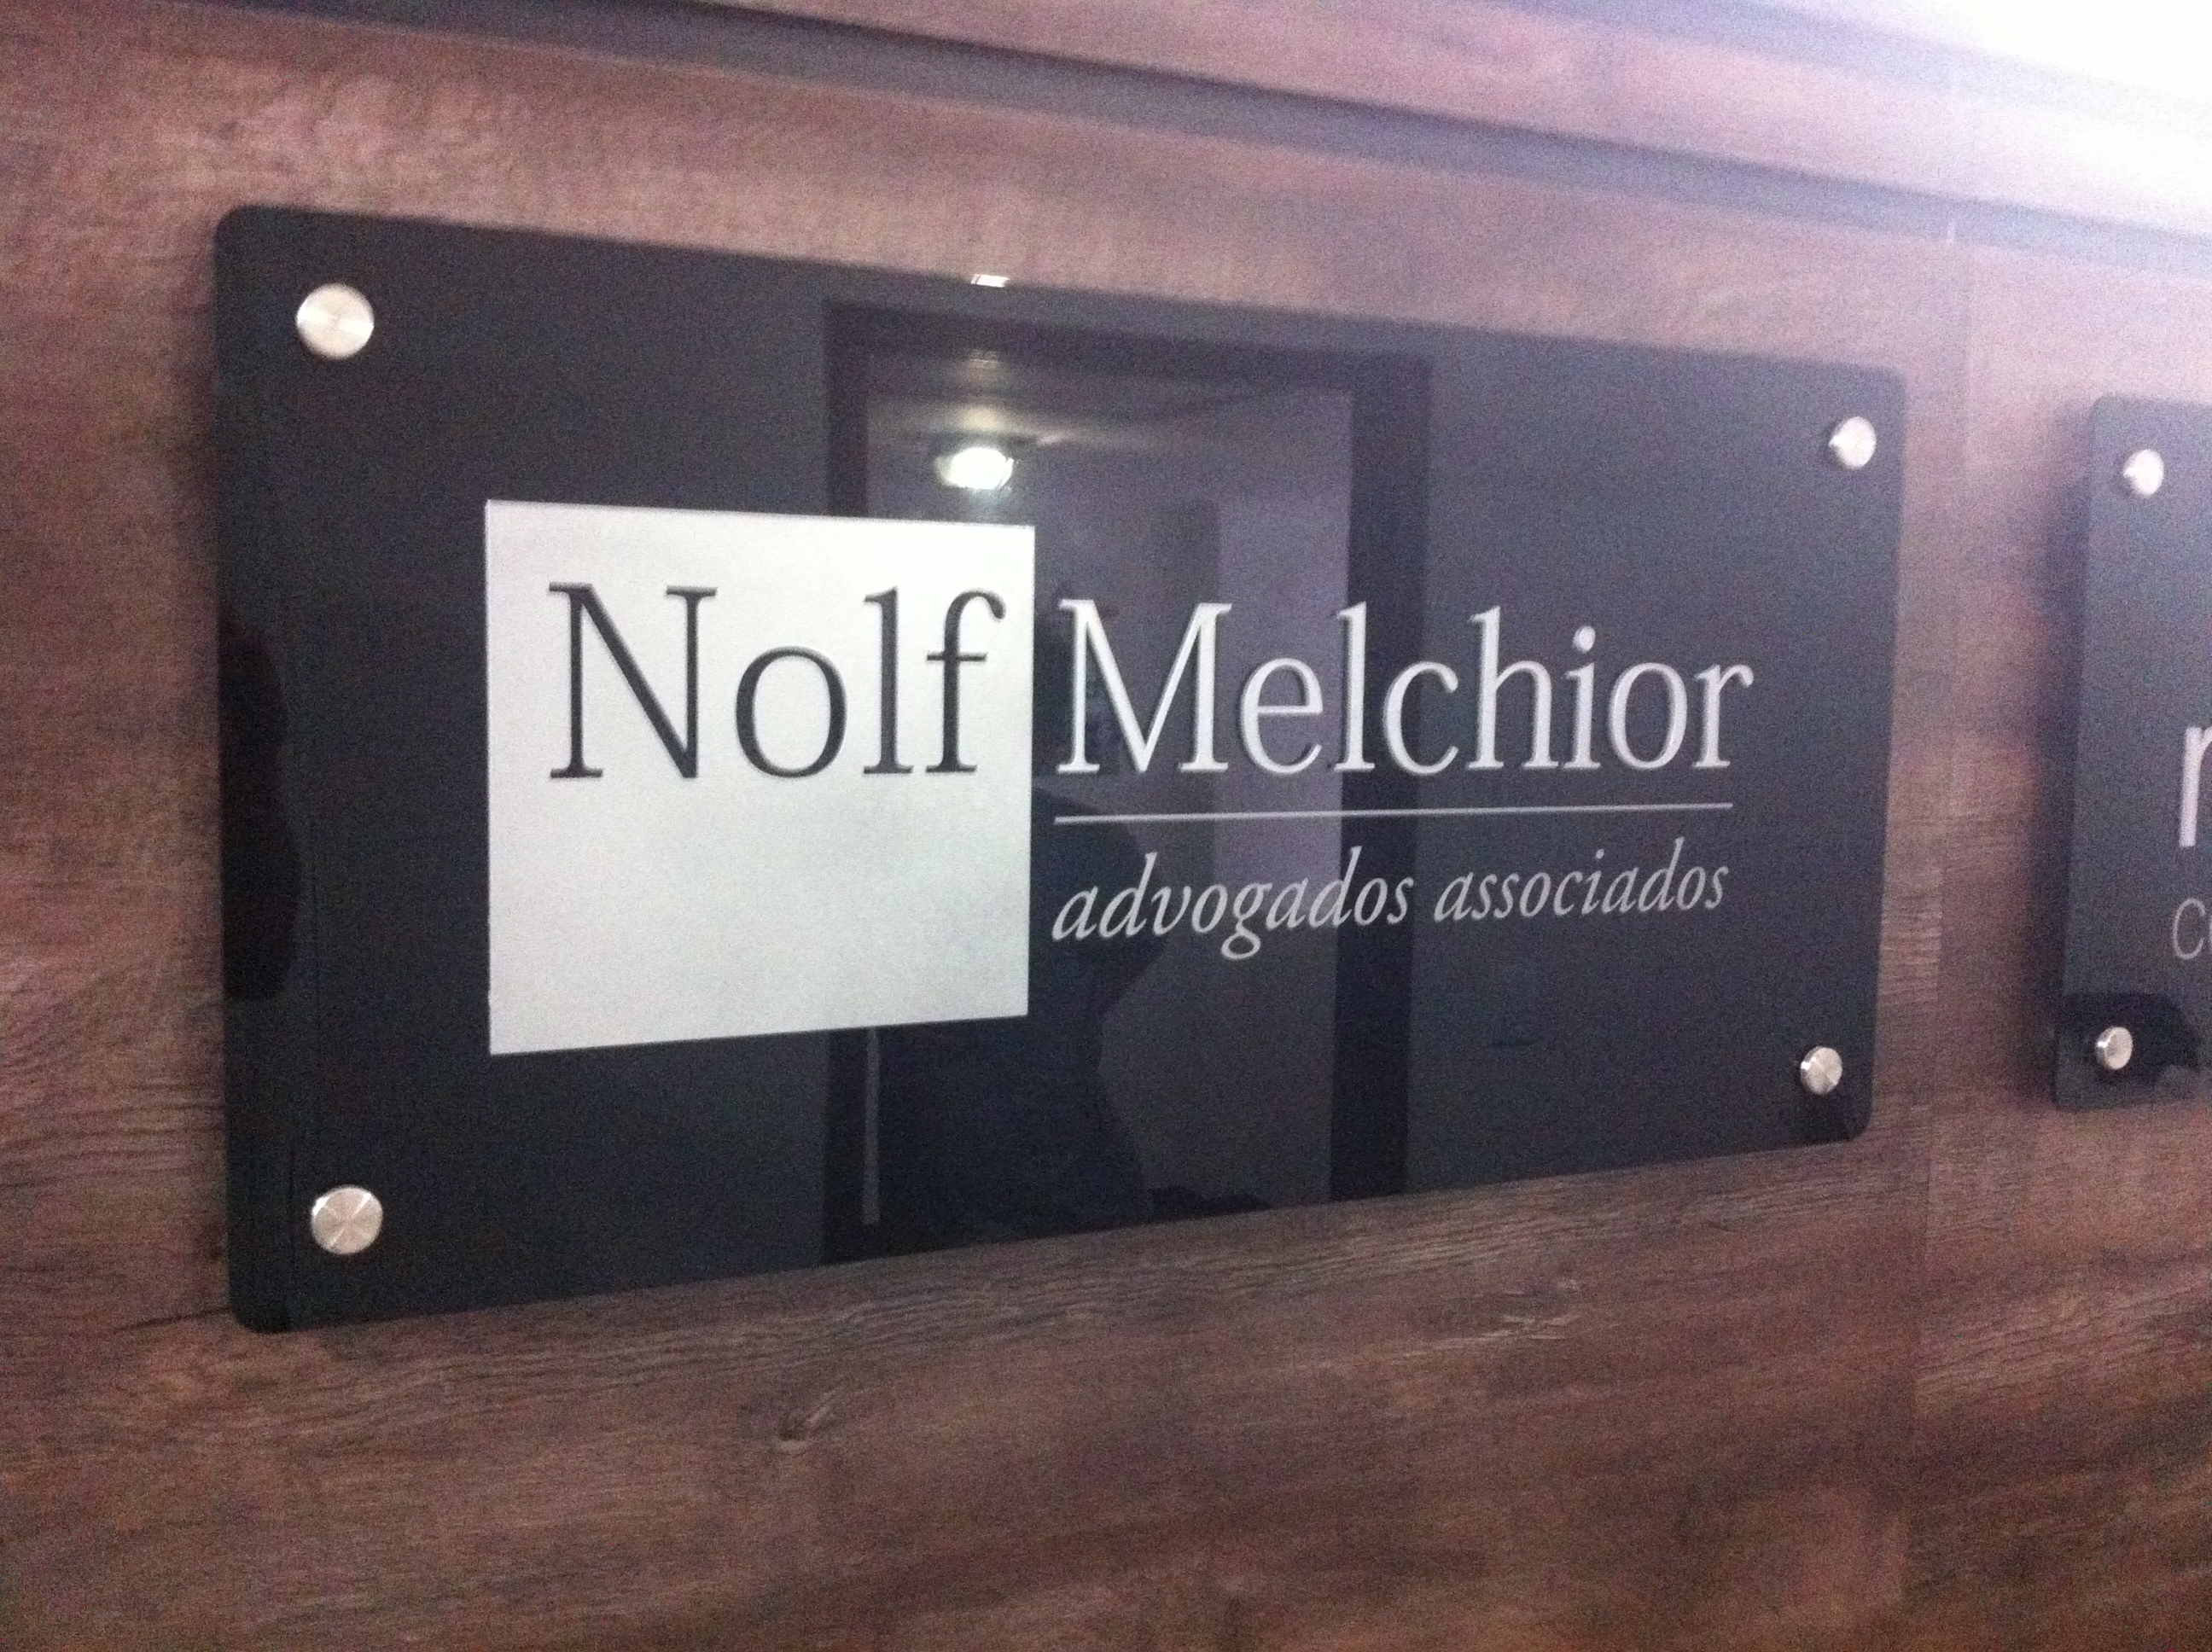 Nolf Melchior
advogados associados